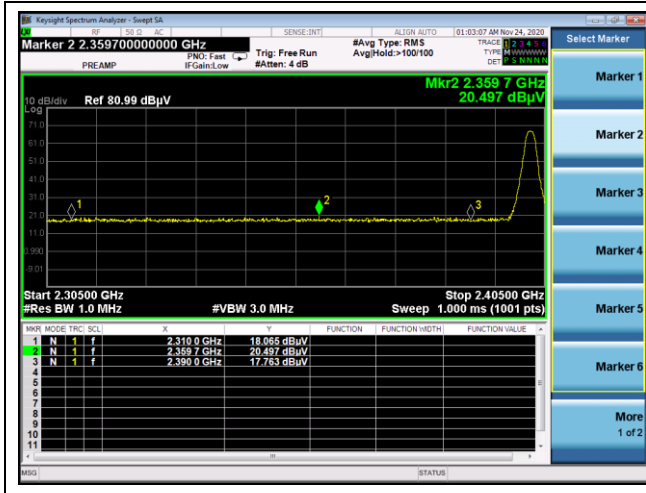 Keysight Spectrum Analyzer - Swept SA
LXI RF 50 Ω AC SENSE:INT ALIGN AUTO 01:03:07 AM Nov 24, 2020
Marker 2 2.359700000000 GHz
PREAMP
PNO: Fast
IFGain:Low
Trig: Free Run
#Atten: 4 dB
#Avg Type: RMS
Avg|Hold:>100/100
TRACE 1 2 3 4 5 6
TYPE M W W W W W
DET P S N N N N
Mkr2 2.359 7 GHz
20.497 dBµV
10 dB/div Ref 80.99 dBµV
Log
71.0
61.0
51.0
41.0
31.0
21.0
11.0
0.990
-9.01
1
2
3
Start 2.30500 GHz Stop 2.40500 GHz
#Res BW 1.0 MHz #VBW 3.0 MHz Sweep 1.000 ms (1001 pts)
MKR MODE TRC SCL X Y FUNCTION FUNCTION WIDTH FUNCTION VALUE
1 N 1 f 2.310 0 GHz 18.065 dBµV
2 N 1 f 2.359 7 GHz 20.497 dBµV
3 N 1 f 2.390 0 GHz 17.763 dBµV
4
5
6
7
8
9
10
11
MSG STATUS
Select Marker
Marker 1
Marker 2
Marker 3
Marker 4
Marker 5
Marker 6
More
1 of 2